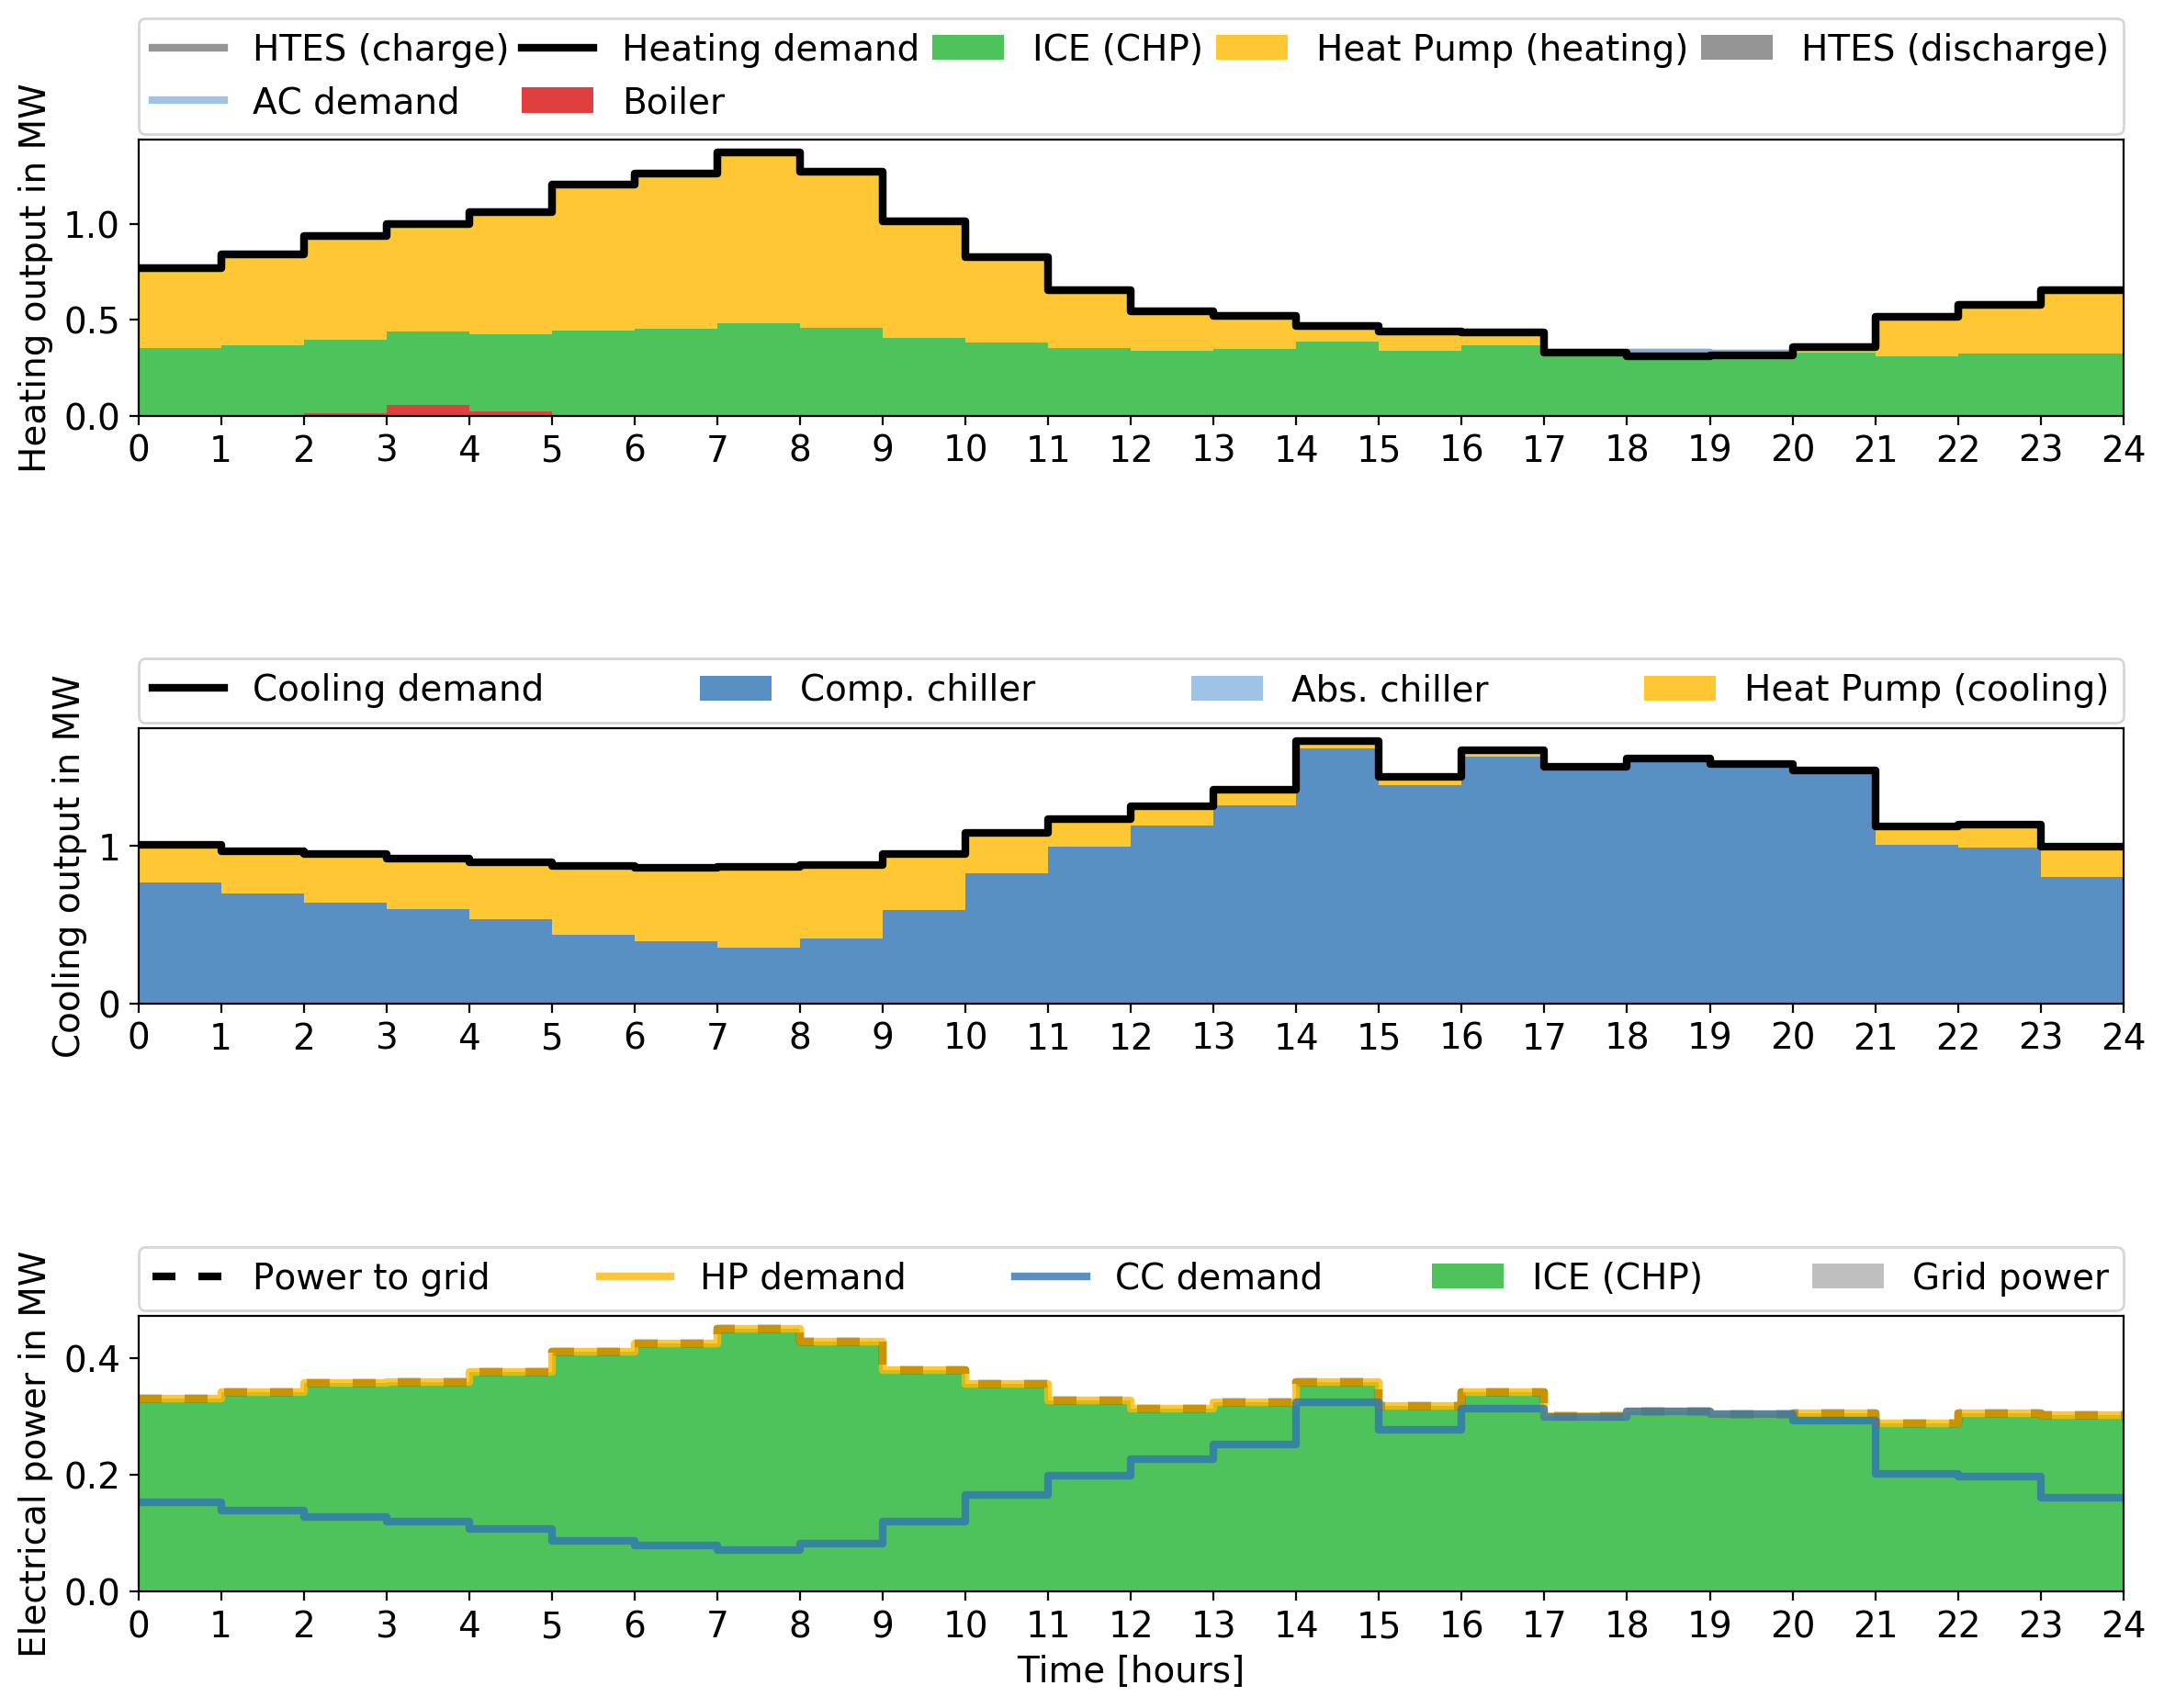 HTES (charge) Heating demand ICE (CHP) Heat Pump (heating) HTES (discharge)
AC demand Boiler
Heating output in MW
1.0
0.5
0.0
0 1 2 3 4 5 6 7 8 9 10 11 12 13 14 15 16 17 18 19 20 21 22 23 24
Cooling demand Comp. chiller Abs. chiller Heat Pump (cooling)
Cooling output in MW
1
0
0 1 2 3 4 5 6 7 8 9 10 11 12 13 14 15 16 17 18 19 20 21 22 23 24
Power to grid HP demand CC demand ICE (CHP) Grid power
Electrical power in MW
0.4
0.2
0.0
0 1 2 3 4 5 6 7 8 9 10 11 12 13 14 15 16 17 18 19 20 21 22 23 24
Time [hours]